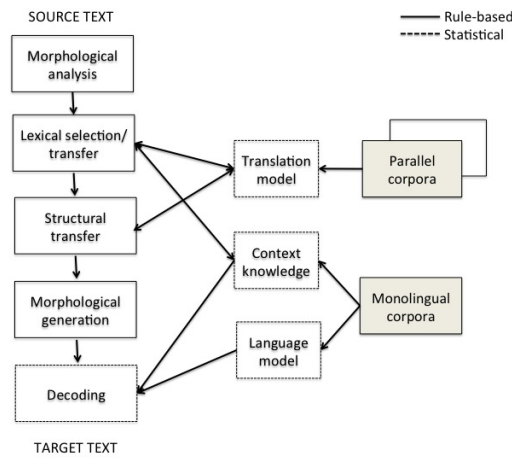 SOURCE TEXT
Rule-based
Statistical
Morphological
analysis
Lexical selection/
transfer
Translation
model
Parallel
corpora
Structural
transfer
Context
knowledge
Morphological
generation
Monolingual
corpora
Language
model
Decoding
TARGET TEXT